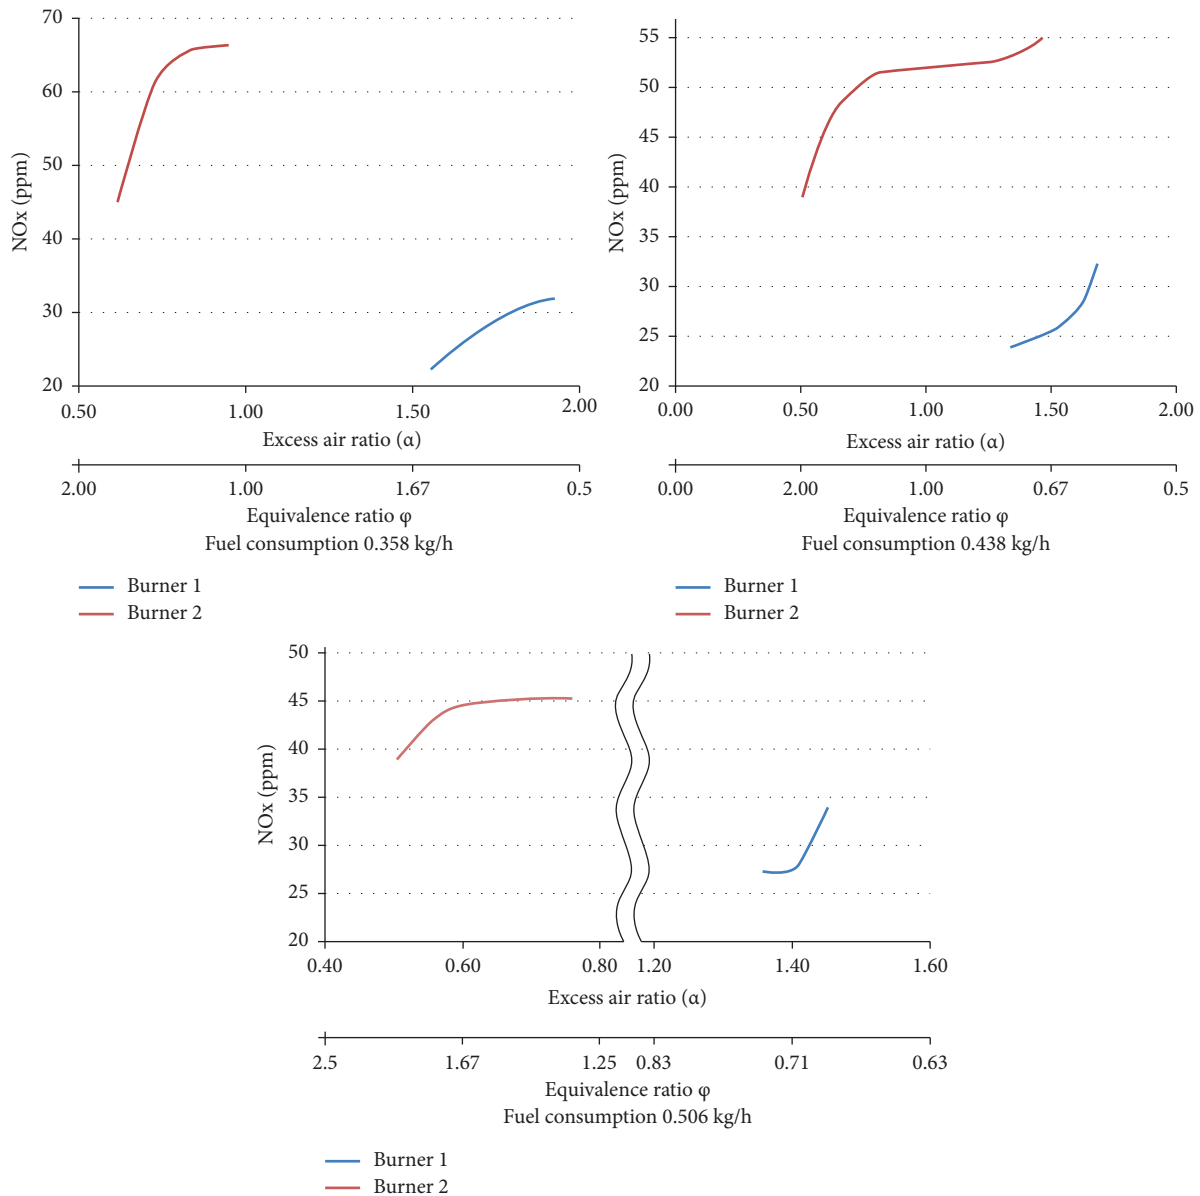 70
60
50
40
30
20
NOx (ppm)
0.50 1.00 1.50 2.00
Excess air ratio (α)
2.00 1.00 1.67 0.5
Equivalence ratio φ
Fuel consumption 0.358 kg/h
Burner 1
Burner 2
55
50
45
40
35
30
25
20
NOx (ppm)
0.00 0.50 1.00 1.50 2.00
Excess air ratio (α)
0.00 2.00 1.00 0.67 0.5
Equivalence ratio φ
Fuel consumption 0.438 kg/h
Burner 1
Burner 2
50
45
40
35
30
25
20
NOx (ppm)
0.40 0.60 0.80 1.20 1.40 1.60
Excess air ratio (α)
2.5 1.67 1.25 0.83 0.71 0.63
Equivalence ratio φ
Fuel consumption 0.506 kg/h
Burner 1
Burner 2